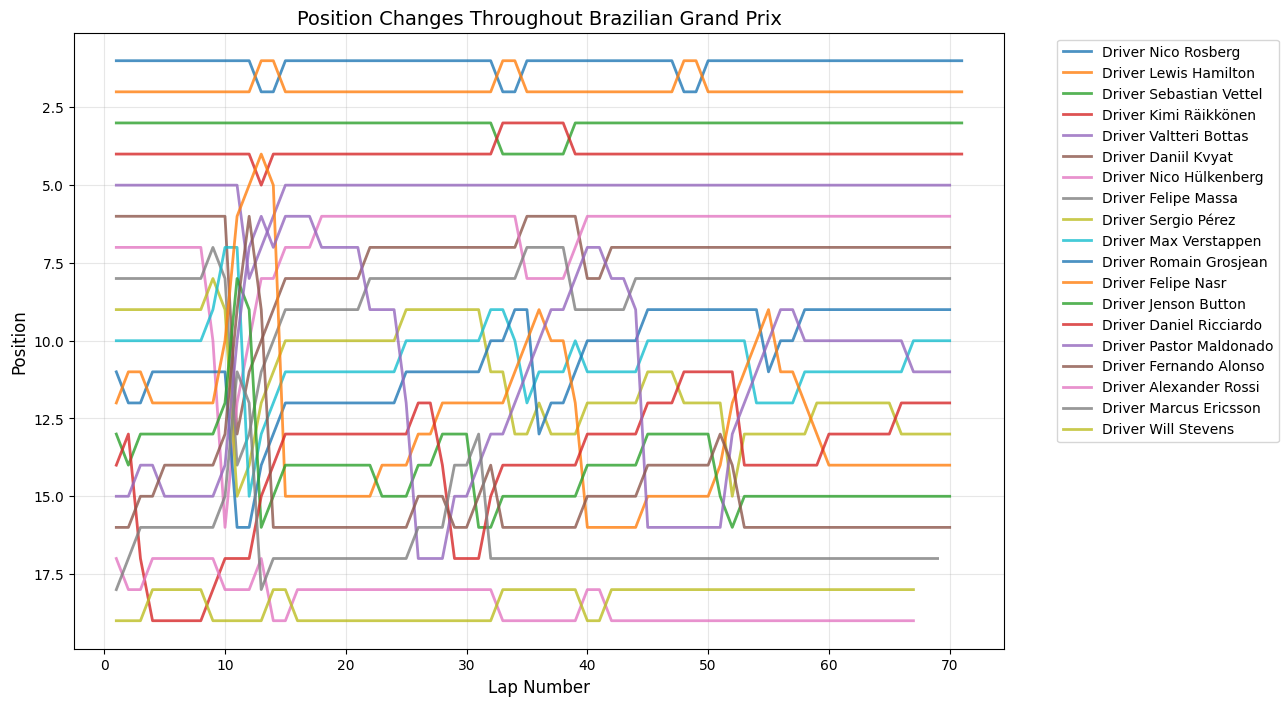 Position Changes Throughout Brazilian Grand Prix
Position
2.5
5.0
7.5
10.0
12.5
15.0
17.5
0 10 20 30 40 50 60 70
Lap Number
Driver Nico Rosberg
Driver Lewis Hamilton
Driver Sebastian Vettel
Driver Kimi Räikkönen
Driver Valtteri Bottas
Driver Daniil Kvyat
Driver Nico Hülkenberg
Driver Felipe Massa
Driver Sergio Pérez
Driver Max Verstappen
Driver Romain Grosjean
Driver Felipe Nasr
Driver Jenson Button
Driver Daniel Ricciardo
Driver Pastor Maldonado
Driver Fernando Alonso
Driver Alexander Rossi
Driver Marcus Ericsson
Driver Will Stevens